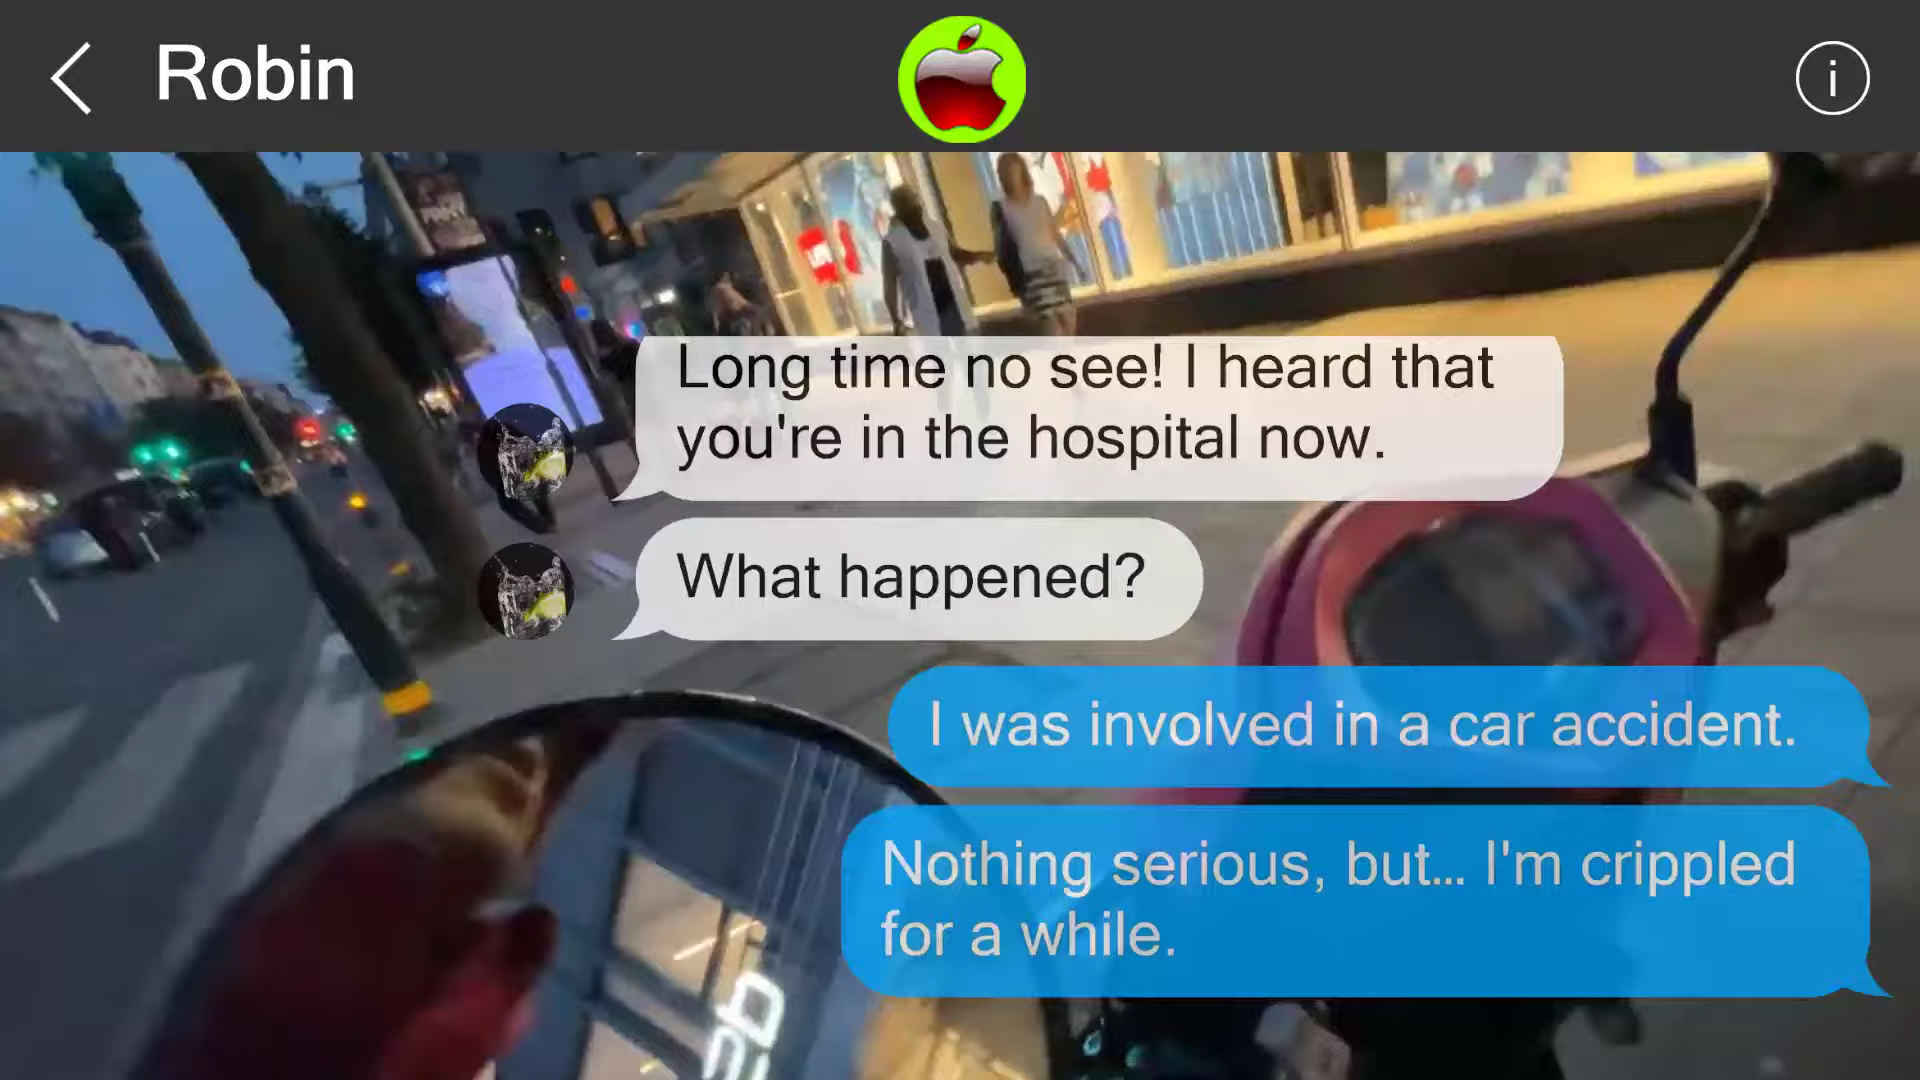 Robin
i
Long time no see! I heard that
you're in the hospital now.
What happened?
I was involved in a car accident.
Nothing serious, but... I'm crippled
for a while.